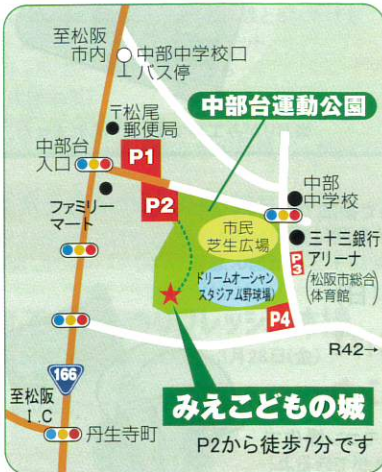 至松阪
市内
中部中学校口
バス停
〒松尾
郵便局
中部台運動公園
中部台
入口
P1
P2
ファミリー
マート
中部
中学校
市民
芝生広場
三十三銀行
アリーナ
(松阪市総合
体育館)
P3
ドリームオーシャン
スタジアム(野球場)
P4
R42→
166
みえこどもの城
至松阪
I.C
丹生寺町
P2から徒歩7分です